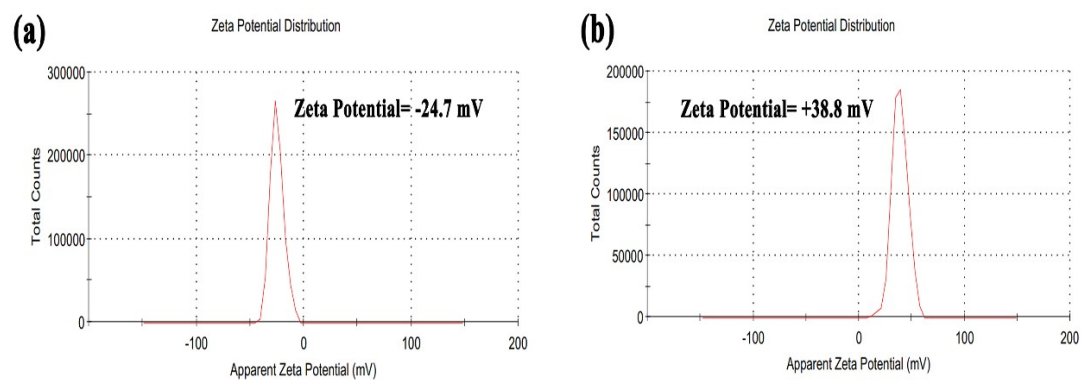 (a)
Zeta Potential Distribution
300000
200000
100000
0
Total Counts
Zeta Potential= -24.7 mV
-100
0
100
200
Apparent Zeta Potential (mV)
(b)
Zeta Potential Distribution
200000
150000
100000
50000
0
Total Counts
Zeta Potential= +38.8 mV
-100
0
100
200
Apparent Zeta Potential (mV)